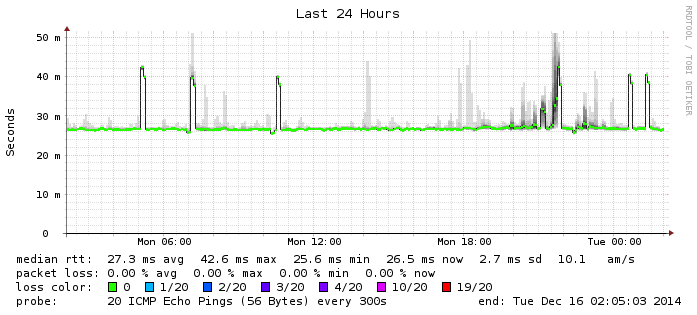 Last 24 Hours
RRDTOOL / TOBI OETIKER
Seconds
50 m
40 m
30 m
20 m
10 m
0
Mon 06:00 Mon 12:00 Mon 18:00 Tue 00:00
median rtt: 27.3 ms avg 42.6 ms max 25.6 ms min 26.5 ms now 2.7 ms sd 10.1 am/s
packet loss: 0.00 % avg 0.00 % max 0.00 % min 0.00 % now
loss color: 0 1/20 2/20 3/20 4/20 10/20 19/20
probe: 20 ICMP Echo Pings (56 Bytes) every 300s end: Tue Dec 16 02:05:03 2014